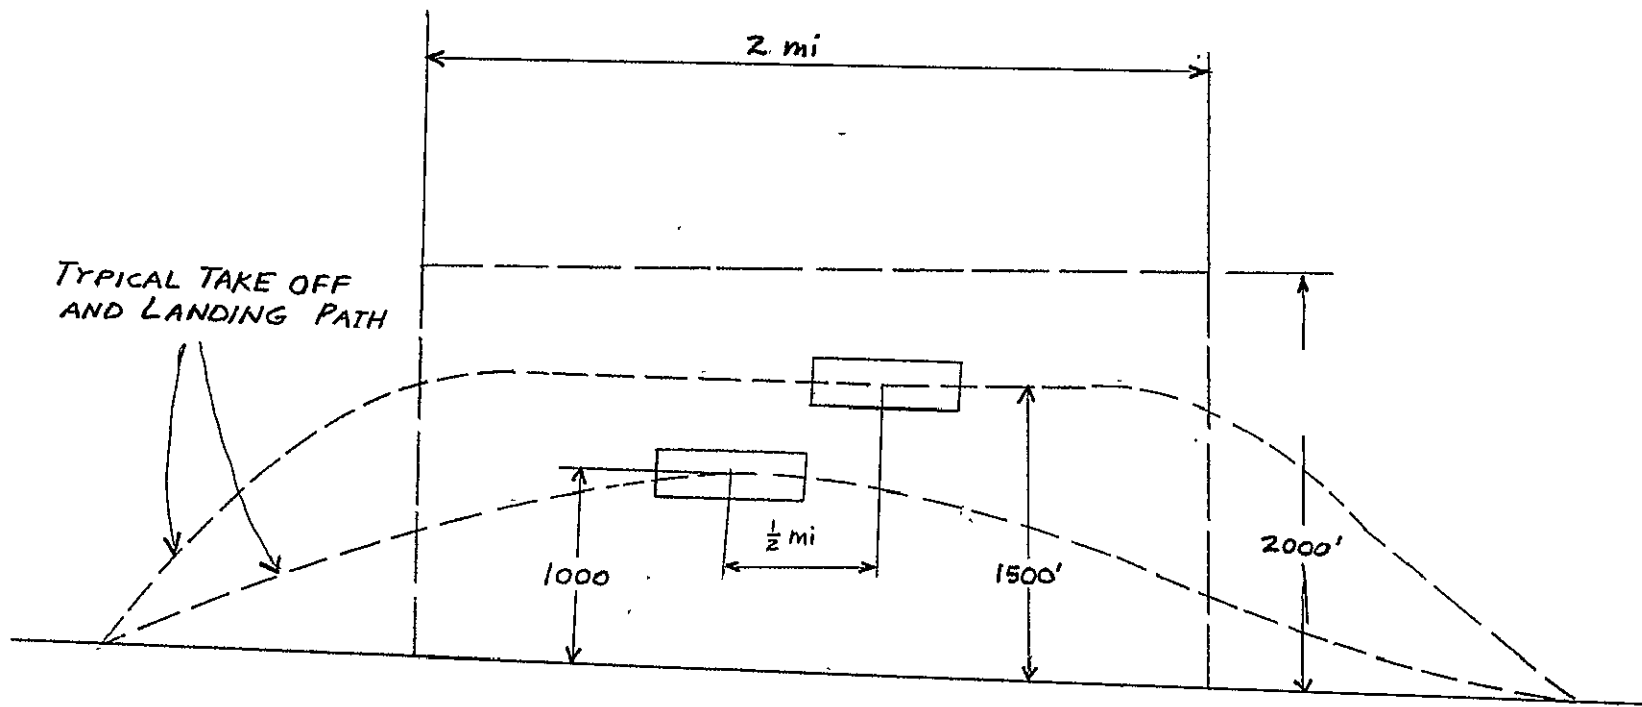 2 mi
TYPICAL TAKE OFF
AND LANDING PATH
½ mi
1000
1500'
2000'